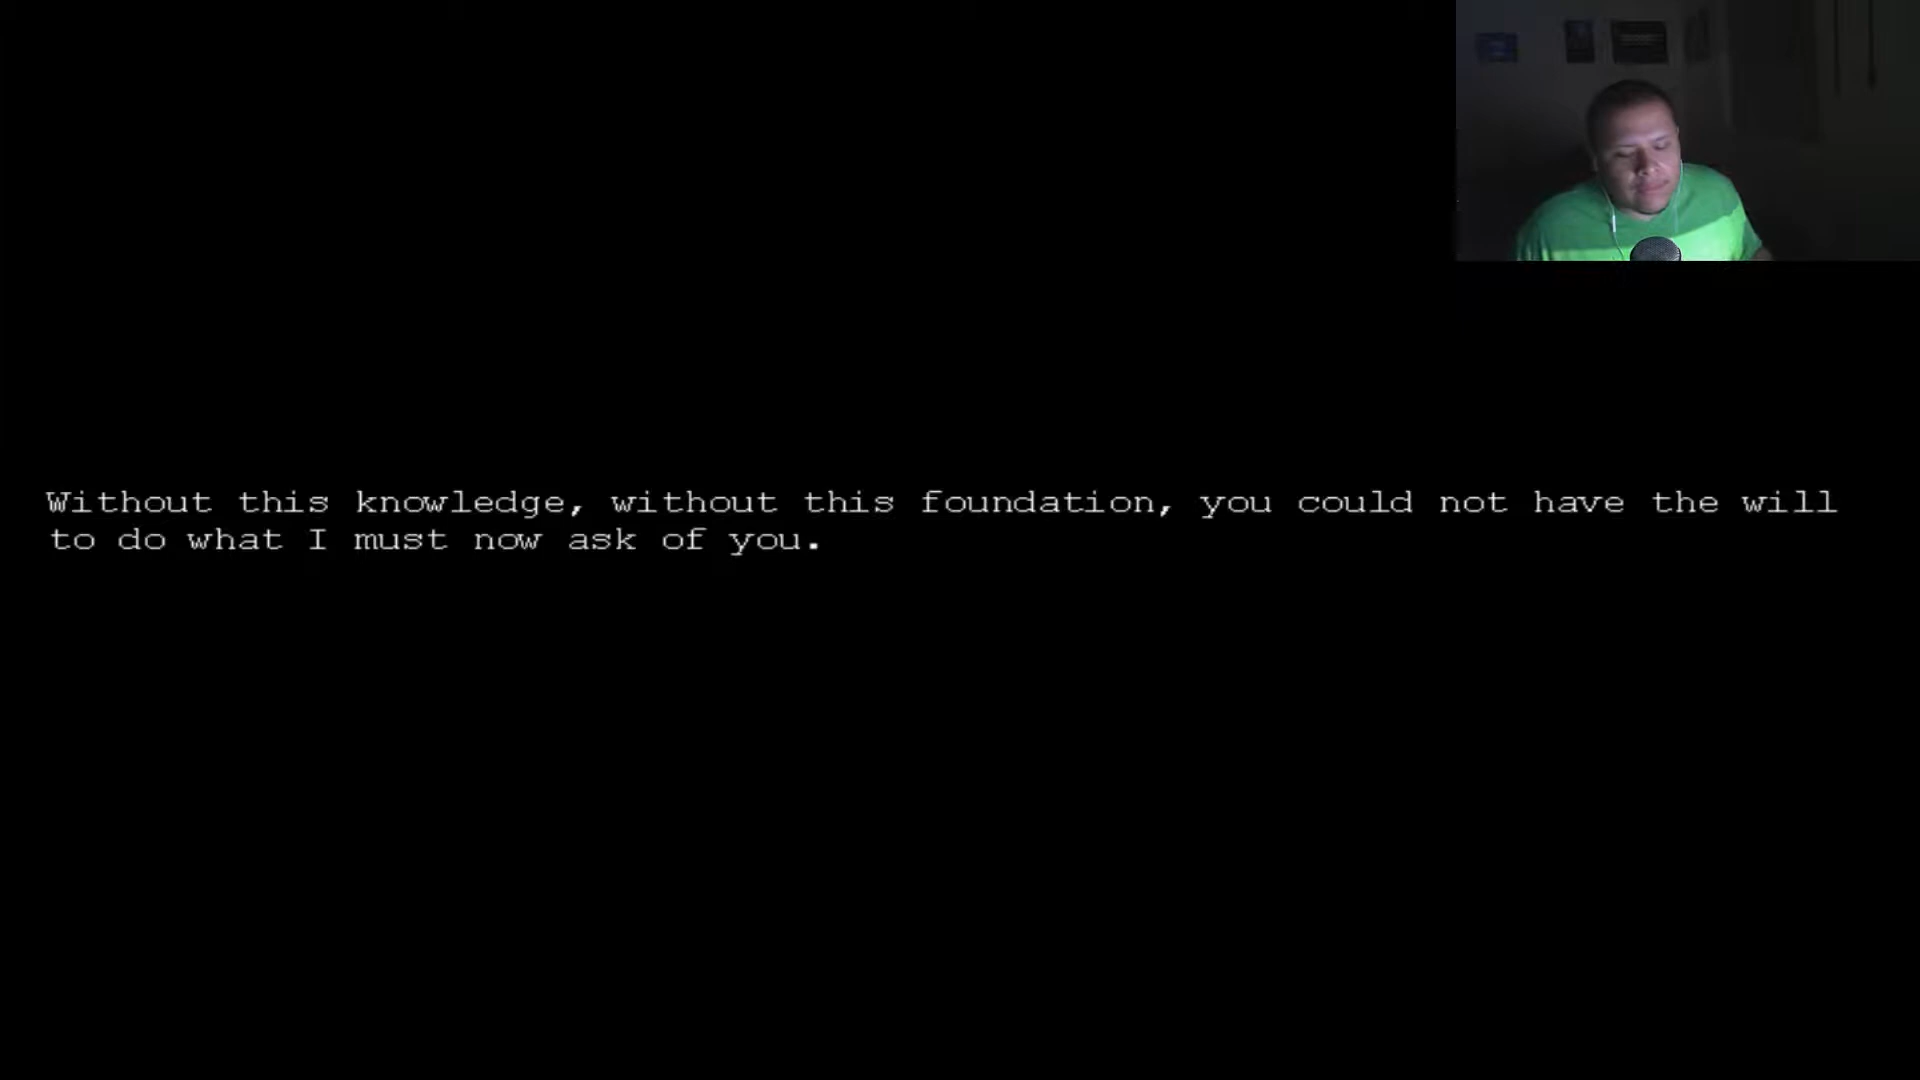 Without this knowledge, without this foundation, you could not have the will
to do what I must now ask of you.